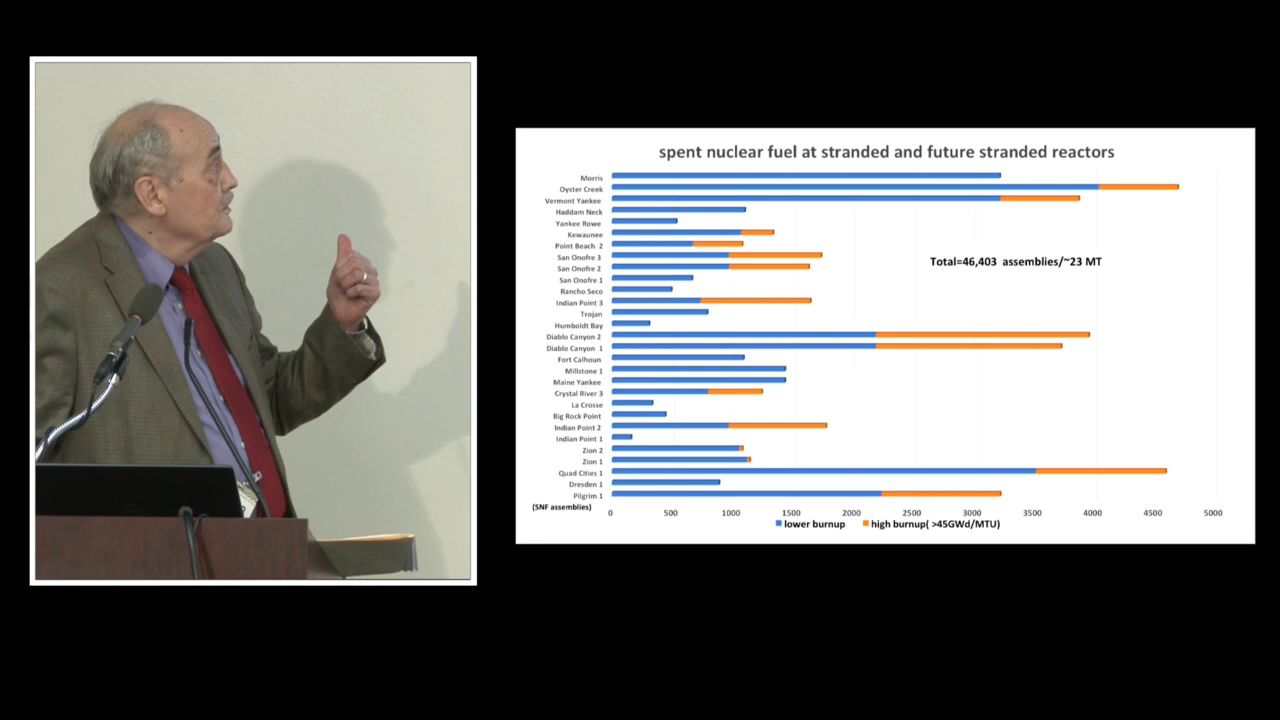 spent nuclear fuel at stranded and future stranded reactors
Morris
Oyster Creek
Vermont Yankee
Haddam Neck
Yankee Rowe
Kewaunee
Point Beach 2
San Onofre 3
San Onofre 2
San Onofre 1
Rancho Seco
Indian Point 3
Trojan
Humboldt Bay
Diablo Canyon 2
Diablo Canyon 1
Fort Calhoun
Millstone 1
Maine Yankee
Crystal River 3
La Crosse
Big Rock Point
Indian Point 2
Indian Point 1
Zion 2
Zion 1
Quad Cities 1
Dresden 1
Pilgrim 1
Total=46,403 assemblies/~23 MT
(SNF assemblies)
0 500 1000 1500 2000 2500 3000 3500 4000 4500 5000
lower burnup high burnup( >45GWd/MTU)